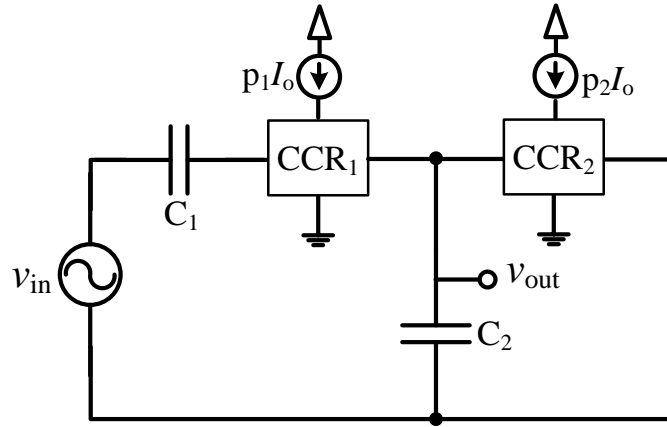 p₁Iₒ
p₂Iₒ
CCR₁
CCR₂
C₁
vᵢₙ
vₒᵤₜ
C₂